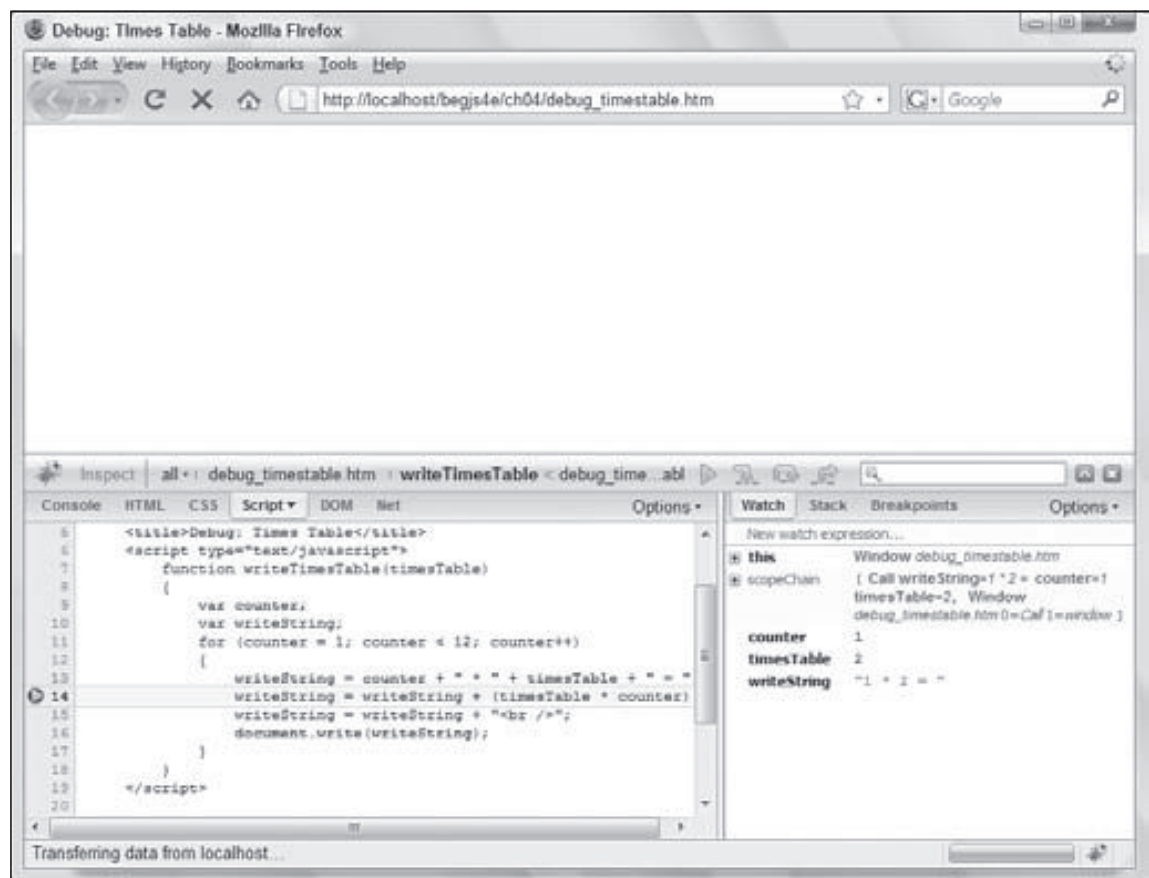 Debug: Times Table - Mozilla Firefox
File Edit View History Bookmarks Tools Help
http://localhost/begjs4e/ch04/debug_timestable.htm
Google
Inspect all debug_timestable.htm writeTimesTable < debug_time...abl
Console HTML CSS Script DOM Net Options
Watch Stack Breakpoints Options
5 <title>Debug: Times Table</title>
6 <script type="text/javascript">
7 function writeTimesTable(timesTable)
8 {
9 var counter;
10 var writeString;
11 for (counter = 1; counter < 12; counter++)
12 {
13 writeString = counter + " * " + timesTable + " = "
14 writeString = writeString + (timesTable * counter)
15 writeString = writeString + "<br />";
16 document.write(writeString);
17 }
18 }
19 </script>
20
New watch expression...
this Window debug_timestable.htm
scopeChain [ Call writeString=1 * 2 = counter=1
timesTable=2, Window
debug_timestable.htm 0=Call 1=window ]
counter 1
timesTable 2
writeString "1 * 2 = "
Transferring data from localhost...